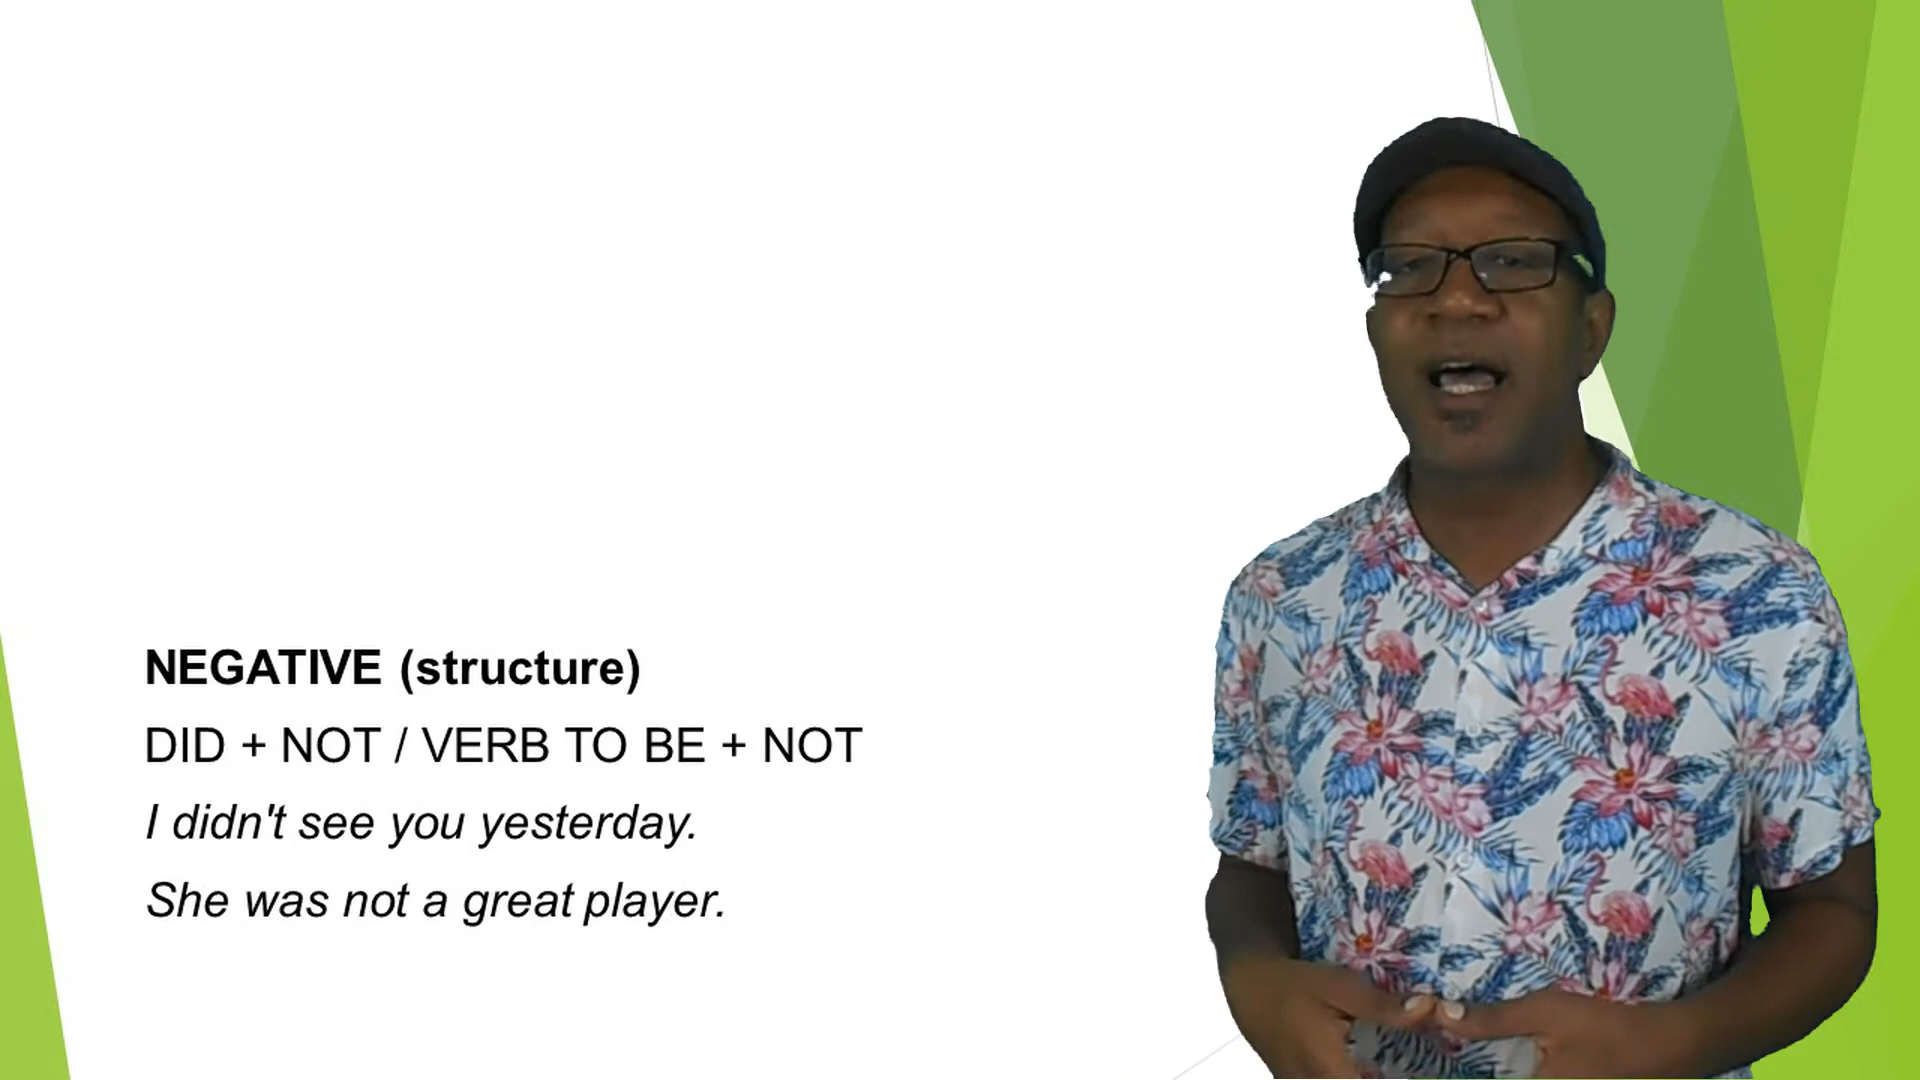 NEGATIVE (structure)
DID + NOT / VERB TO BE + NOT
I didn't see you yesterday.
She was not a great player.